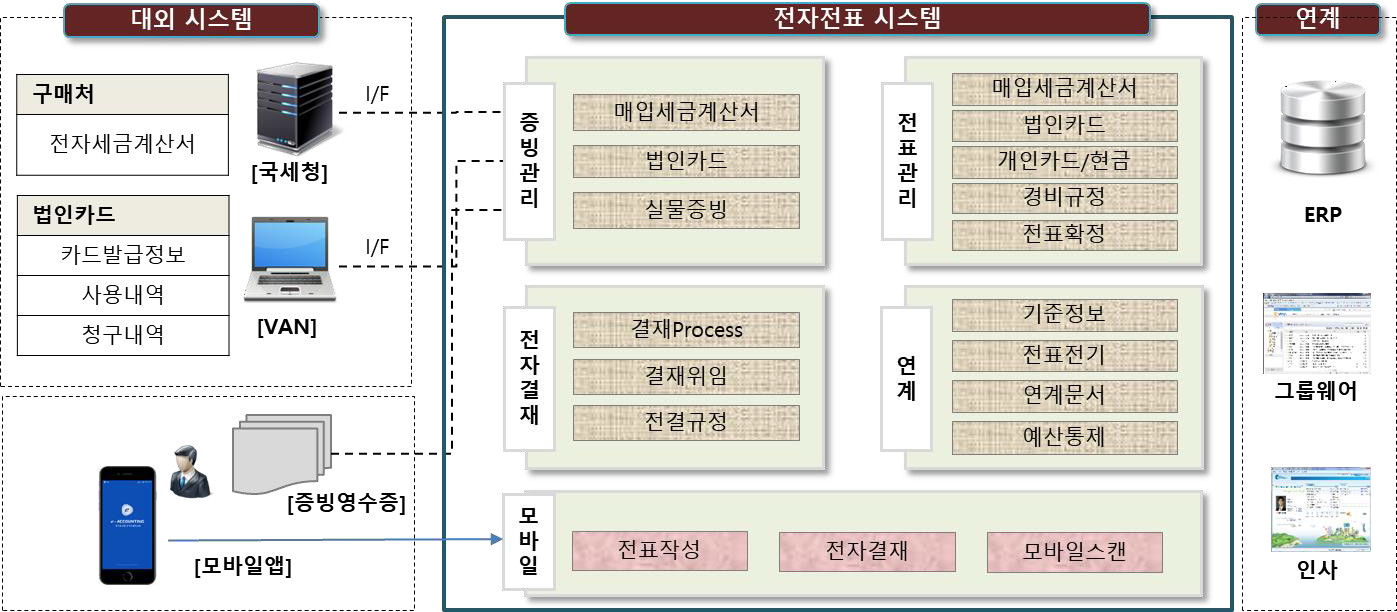 대외 시스템
전자전표 시스템
연계
구매처
전자세금계산서
I/F
[국세청]
법인카드
카드발급정보
사용내역
청구내역
I/F
[VAN]
증빙관리
매입세금계산서
법인카드
실물증빙
전표관리
매입세금계산서
법인카드
개인카드/현금
경비규정
전표확정
전자결재
결재Process
결재위임
전결규정
연계
기준정보
전표전기
연계문서
예산통제
ERP
그룹웨어
인사
e - ACCOUNTING
[증빙영수증]
[모바일앱]
모바일
전표작성
전자결재
모바일스캔